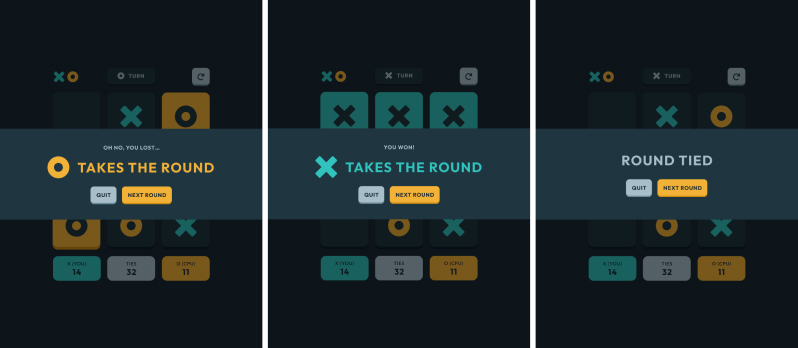 TURN
OH NO, YOU LOST...
TAKES THE ROUND
QUIT
NEXT ROUND
X (YOU)
14
TIES
32
O (CPU)
11
TURN
YOU WON!
TAKES THE ROUND
QUIT
NEXT ROUND
X (YOU)
14
TIES
32
O (CPU)
11
TURN
ROUND TIED
QUIT
NEXT ROUND
X (YOU)
14
TIES
32
O (CPU)
11